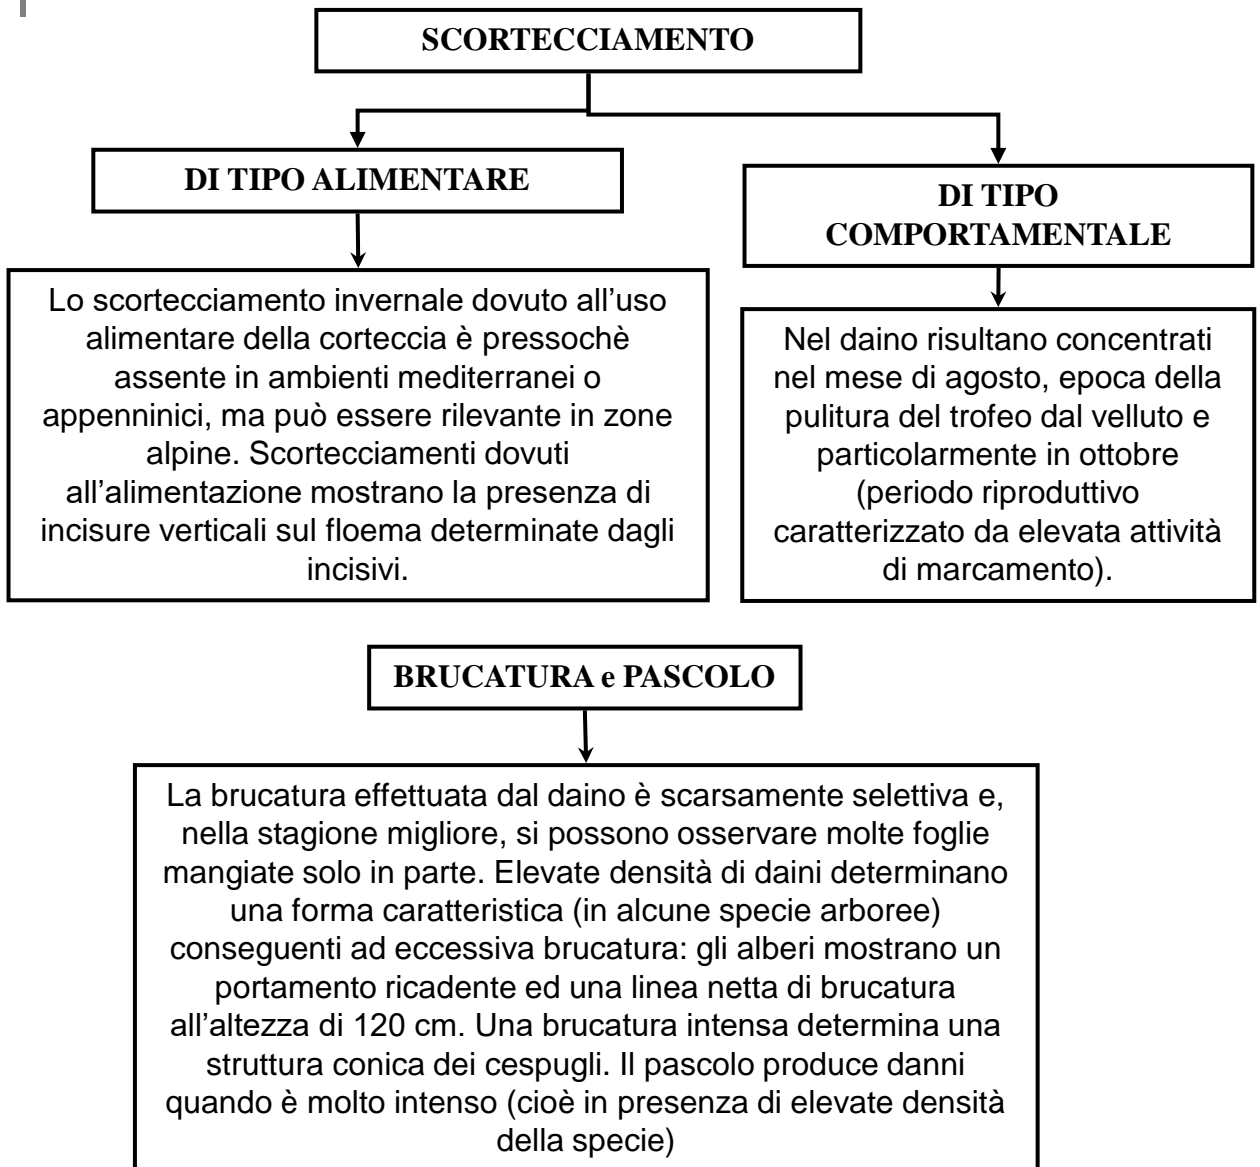 SCORTECCIAMENTO
DI TIPO ALIMENTARE
DI TIPO
COMPORTAMENTALE
Lo scortecciamento invernale dovuto all’uso
alimentare della corteccia è pressochè
assente in ambienti mediterranei o
appenninici, ma può essere rilevante in zone
alpine. Scortecciamenti dovuti
all’alimentazione mostrano la presenza di
incisure verticali sul floema determinate dagli
incisivi.
Nel daino risultano concentrati
nel mese di agosto, epoca della
pulitura del trofeo dal velluto e
particolarmente in ottobre
(periodo riproduttivo
caratterizzato da elevata attività
di marcamento).
BRUCATURA e PASCOLO
La brucatura effettuata dal daino è scarsamente selettiva e,
nella stagione migliore, si possono osservare molte foglie
mangiate solo in parte. Elevate densità di daini determinano
una forma caratteristica (in alcune specie arboree)
conseguenti ad eccessiva brucatura: gli alberi mostrano un
portamento ricadente ed una linea netta di brucatura
all’altezza di 120 cm. Una brucatura intensa determina una
struttura conica dei cespugli. Il pascolo produce danni
quando è molto intenso (cioè in presenza di elevate densità
della specie)